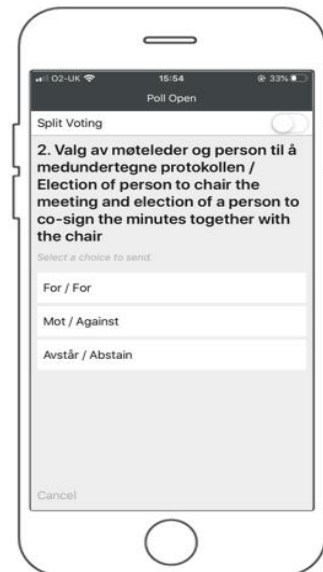 O2-UK 15:54 33%
Poll Open
Split Voting
2. Valg av møteleder og person til å
medundertegne protokollen /
Election of person to chair the
meeting and election of a person to
co-sign the minutes together with
the chair
Select a choice to send.
For / For
Mot / Against
Avstår / Abstain
Cancel